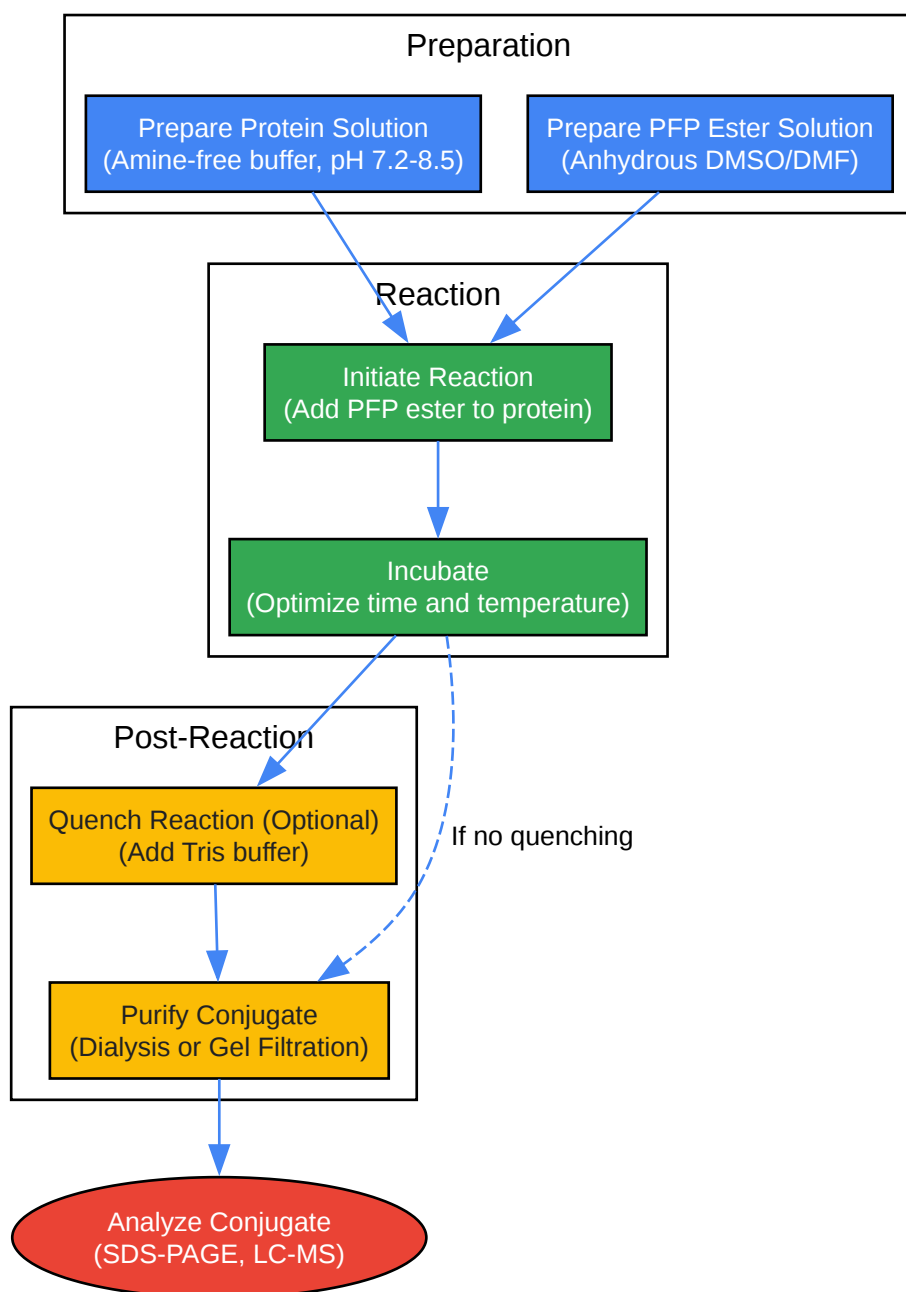 Preparation
Prepare Protein Solution
(Amine-free buffer, pH 7.2-8.5)
Prepare PFP Ester Solution
(Anhydrous DMSO/DMF)
Reaction
Initiate Reaction
(Add PFP ester to protein)
Incubate
(Optimize time and temperature)
Post-Reaction
Quench Reaction (Optional)
(Add Tris buffer)
If no quenching
Purify Conjugate
(Dialysis or Gel Filtration)
Analyze Conjugate
(SDS-PAGE, LC-MS)